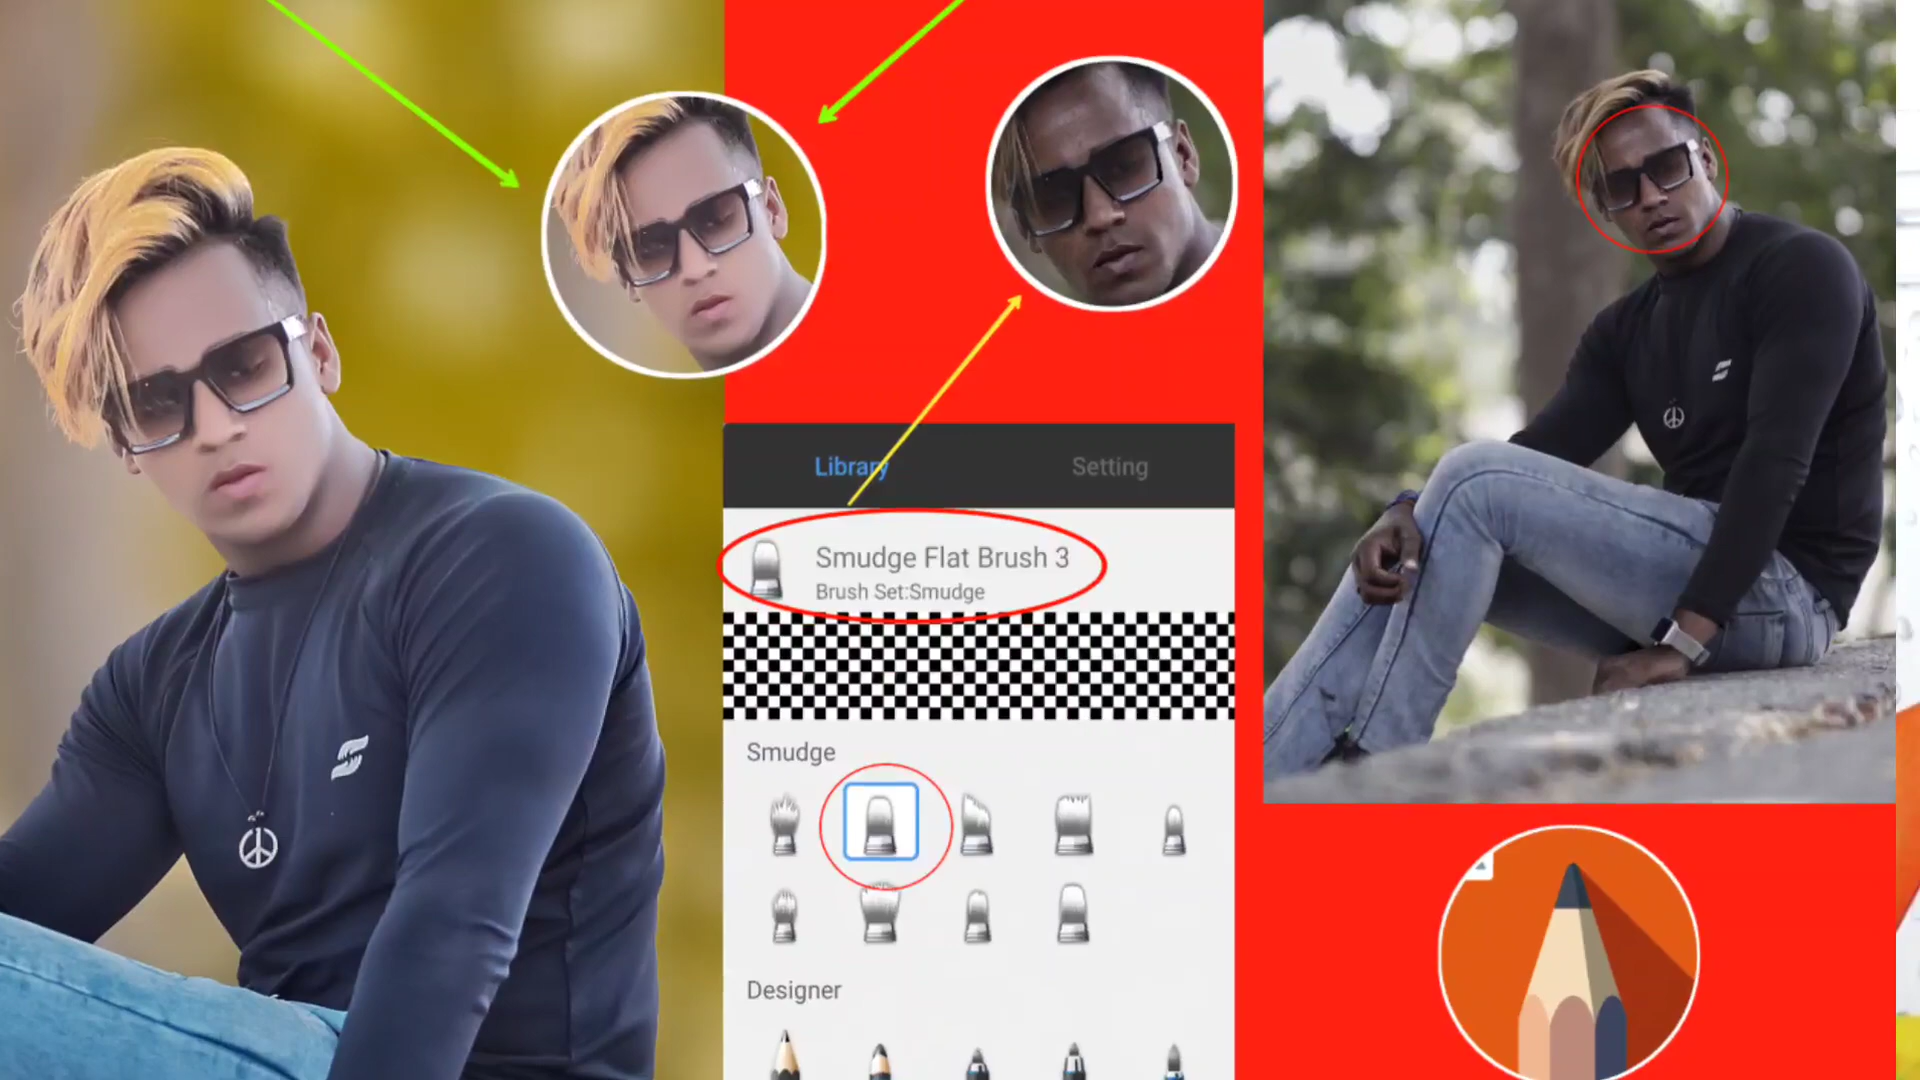 Library
Setting
Smudge Flat Brush 3
Brush Set:Smudge
Smudge
Designer